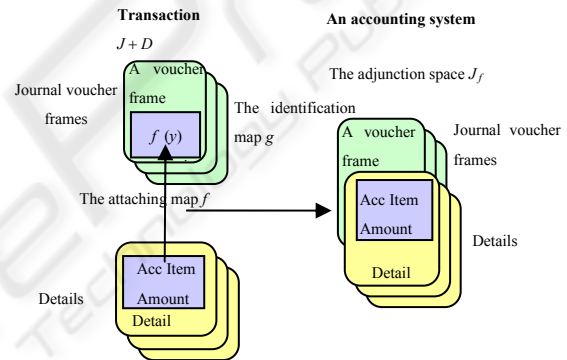 Transaction
An accounting system
J + D
A voucher
frame
Journal voucher
frames
f (y)
The identification
map g
The adjunction space J_f
A voucher
frame
Journal voucher
frames
The attaching map f
Acc Item
Amount
Detail
Details
Acc Item
Amount
Detail
Details